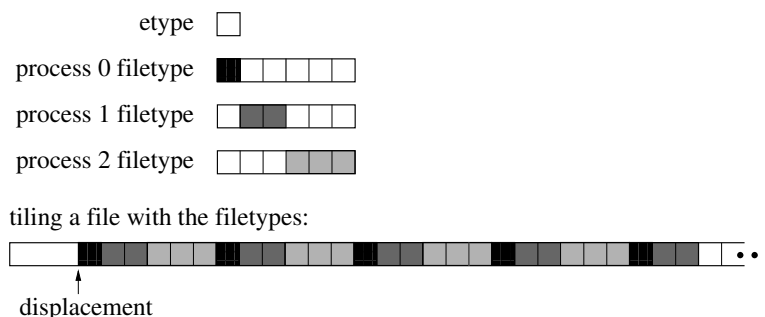 etype
process 0 filetype
process 1 filetype
process 2 filetype
tiling a file with the filetypes:
displacement